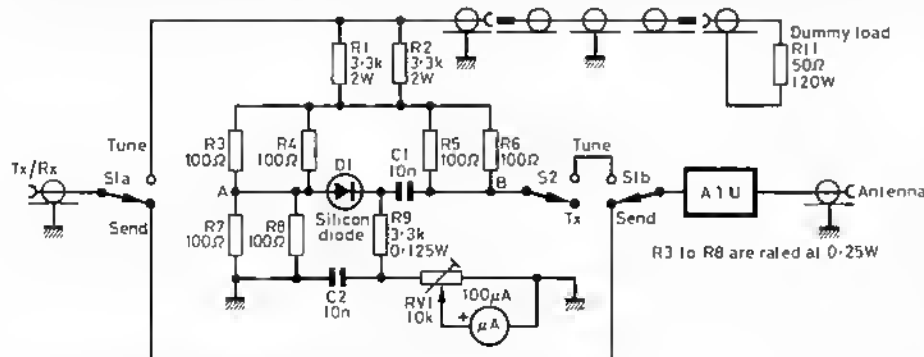 R1
3·3k
2W
R2
3·3k
2W
Dummy load
R11
50Ω
120W
Tune
R3
100Ω
R4
100Ω
D1
Silicon
diode
C1
10n
R5
100Ω
R6
100Ω
Tune
Tx/Rx
S1a
A
B
S2
S1b
ATU
Antenna
Send
R7
100Ω
R8
100Ω
R9
3·3k
0·125W
Tx
Send
R3 to R8 are rated at 0·25W
C2
10n
RV1
10k
100µA
+
µA